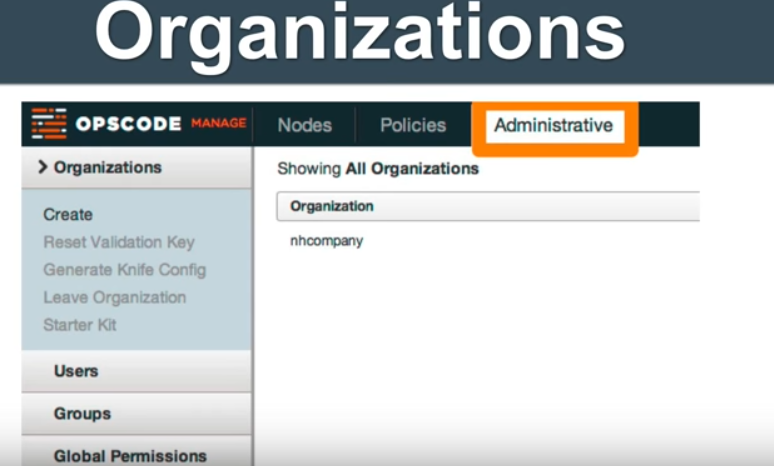 Organizations
OPSCODE MANAGE Nodes Policies Administrative
Organizations
Create
Reset Validation Key
Generate Knife Config
Leave Organization
Starter Kit
Users
Groups
Global Permissions
Showing All Organizations
Organization
nhcompany